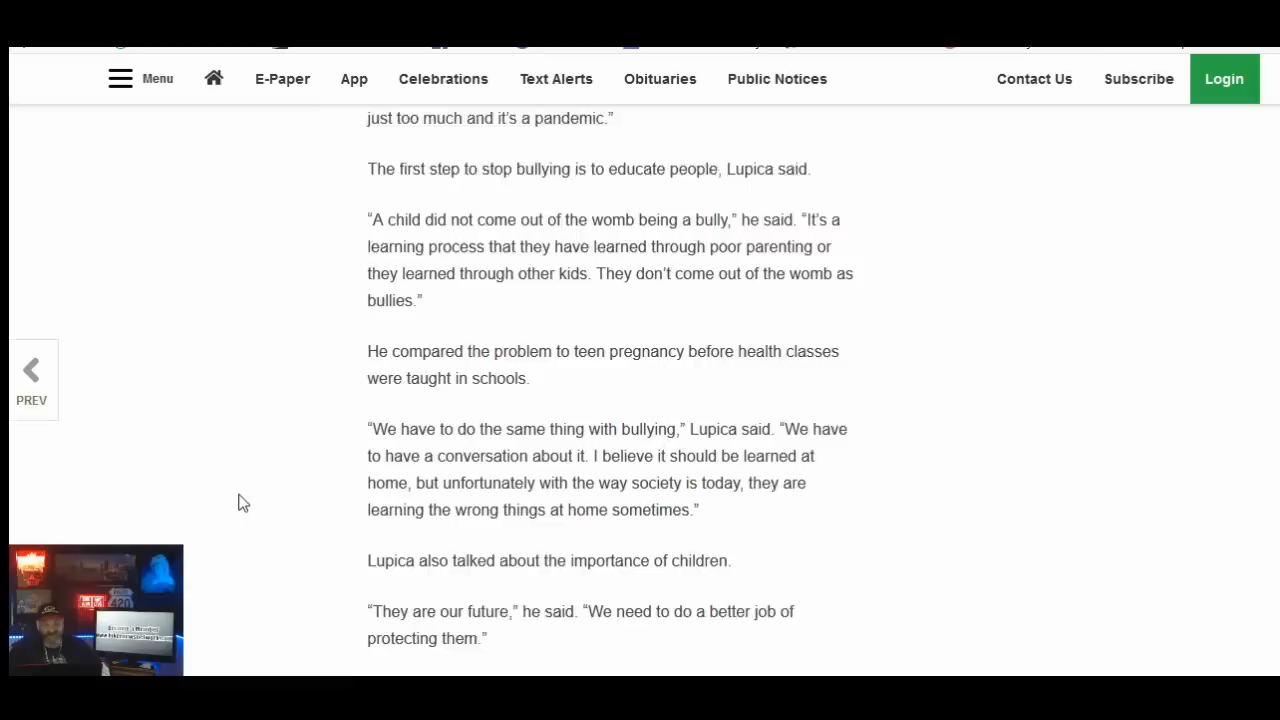 Menu
E-Paper
App
Celebrations
Text Alerts
Obituaries
Public Notices
Contact Us
Subscribe
Login
just too much and it’s a pandemic.”
The first step to stop bullying is to educate people, Lupica said.
“A child did not come out of the womb being a bully,” he said. “It’s a
learning process that they have learned through poor parenting or
they learned through other kids. They don’t come out of the womb as
bullies.”
He compared the problem to teen pregnancy before health classes
were taught in schools.
“We have to do the same thing with bullying,” Lupica said. “We have
to have a conversation about it. I believe it should be learned at
home, but unfortunately with the way society is today, they are
learning the wrong things at home sometimes.”
Lupica also talked about the importance of children.
“They are our future,” he said. “We need to do a better job of
protecting them.”
PREV
420